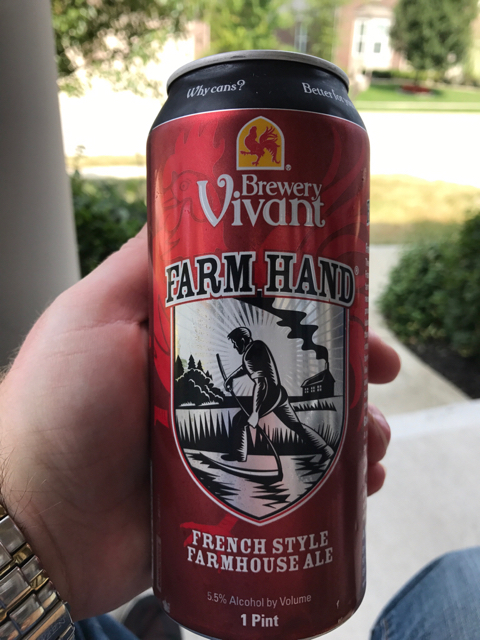 Why cans?
Better for
Brewery
Vivant
FARM HAND®
FRENCH STYLE
FARMHOUSE ALE
5.5% Alcohol by Volume
1 Pint